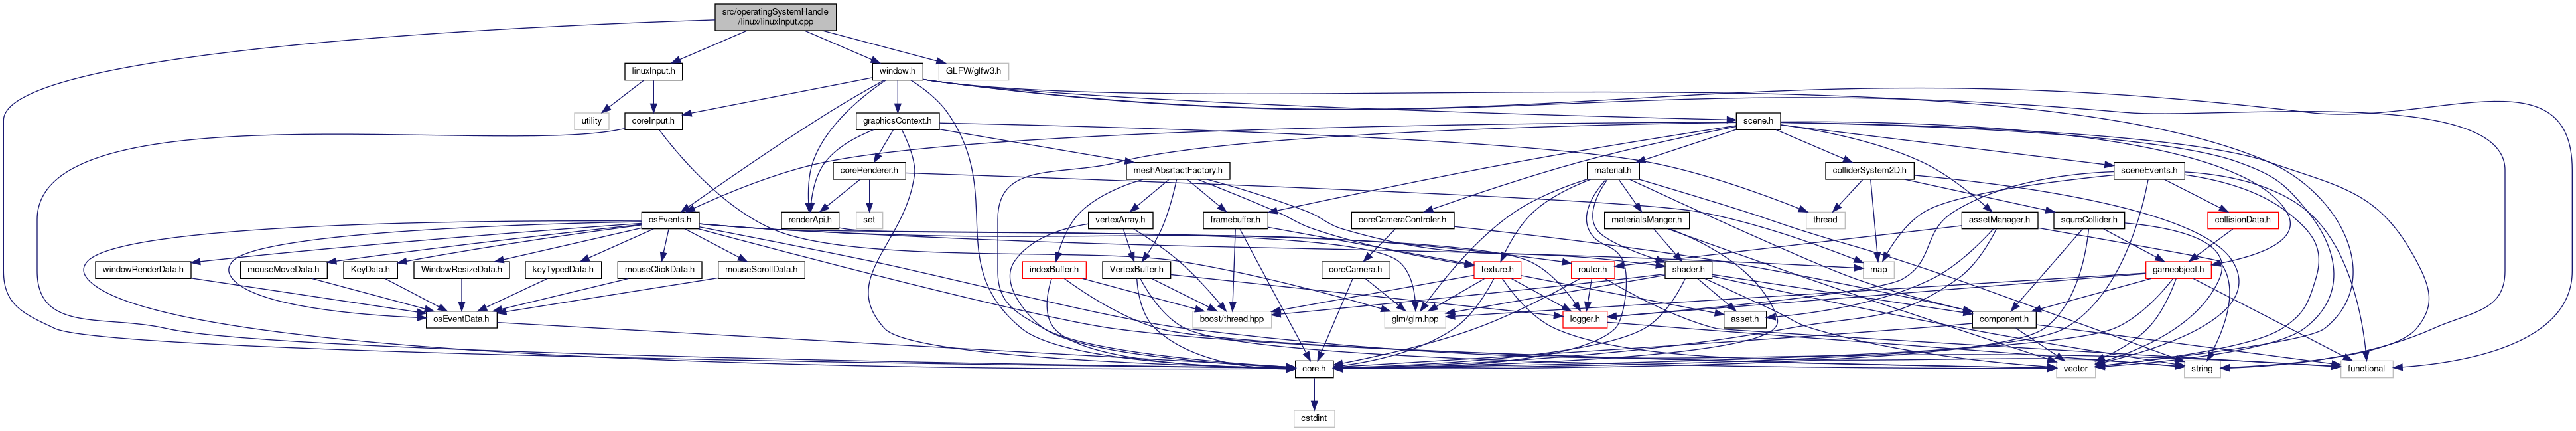 src/operatingSystemHandle
/linux/linuxInput.cpp
linuxInput.h
window.h
GLFW/glfw3.h
utility
coreInput.h
graphicsContext.h
scene.h
coreRenderer.h
meshAbsrtactFactory.h
material.h
colliderSystem2D.h
sceneEvents.h
osEvents.h
renderApi.h
set
vertexArray.h
framebuffer.h
coreCameraControler.h
materialsManger.h
thread
assetManager.h
squreCollider.h
collisionData.h
windowRenderData.h
mouseMoveData.h
KeyData.h
WindowResizeData.h
keyTypedData.h
mouseClickData.h
mouseScrollData.h
indexBuffer.h
VertexBuffer.h
coreCamera.h
texture.h
router.h
shader.h
map
gameobject.h
osEventData.h
boost/thread.hpp
glm/glm.hpp
logger.h
asset.h
component.h
core.h
vector
string
functional
cstdint